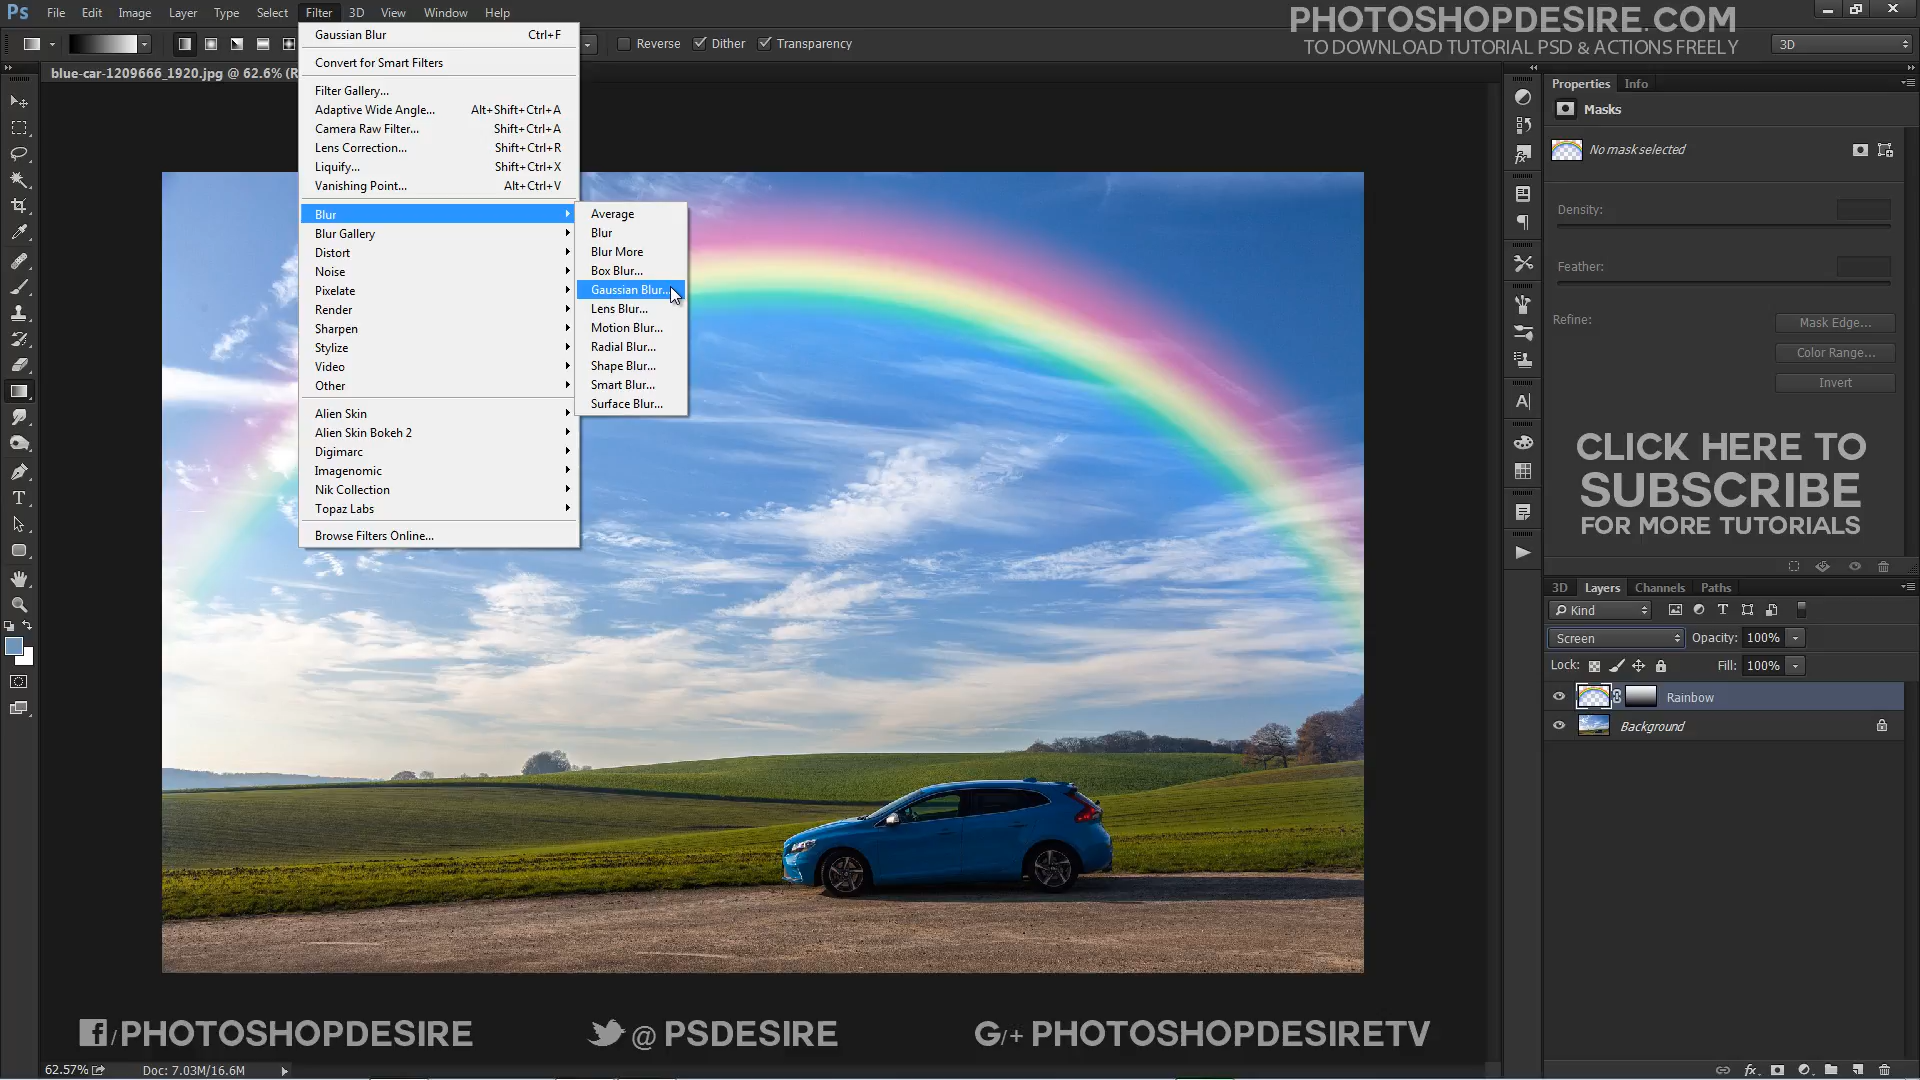 Ps File Edit Image Layer Type Select Filter 3D View Window Help
PHOTOSHOPDESIRE.COM
TO DOWNLOAD TUTORIAL PSD & ACTIONS FREELY
Reverse Dither Transparency
3D
blue-car-1209666_1920.jpg @ 62.6% (R
Gaussian Blur Ctrl+F
Convert for Smart Filters
Filter Gallery...
Adaptive Wide Angle... Alt+Shift+Ctrl+A
Camera Raw Filter... Shift+Ctrl+A
Lens Correction... Shift+Ctrl+R
Liquify... Shift+Ctrl+X
Vanishing Point... Alt+Ctrl+V
Blur
Blur Gallery
Distort
Noise
Pixelate
Render
Sharpen
Stylize
Video
Other
Alien Skin
Alien Skin Bokeh 2
Digimarc
Imagenomic
Nik Collection
Topaz Labs
Browse Filters Online...
Average
Blur
Blur More
Box Blur...
Gaussian Blur...
Lens Blur...
Motion Blur...
Radial Blur...
Shape Blur...
Smart Blur...
Surface Blur...
Properties Info
Masks
No mask selected
Density:
Feather:
Refine:
Mask Edge...
Color Range...
Invert
CLICK HERE TO
SUBSCRIBE
FOR MORE TUTORIALS
3D Layers Channels Paths
Kind
Screen Opacity: 100%
Lock: Fill: 100%
Rainbow
Background
f/PHOTOSHOPDESIRE
@ PSDESIRE
G/+ PHOTOSHOPDESIRETV
62.57% Doc: 7.03M/16.6M